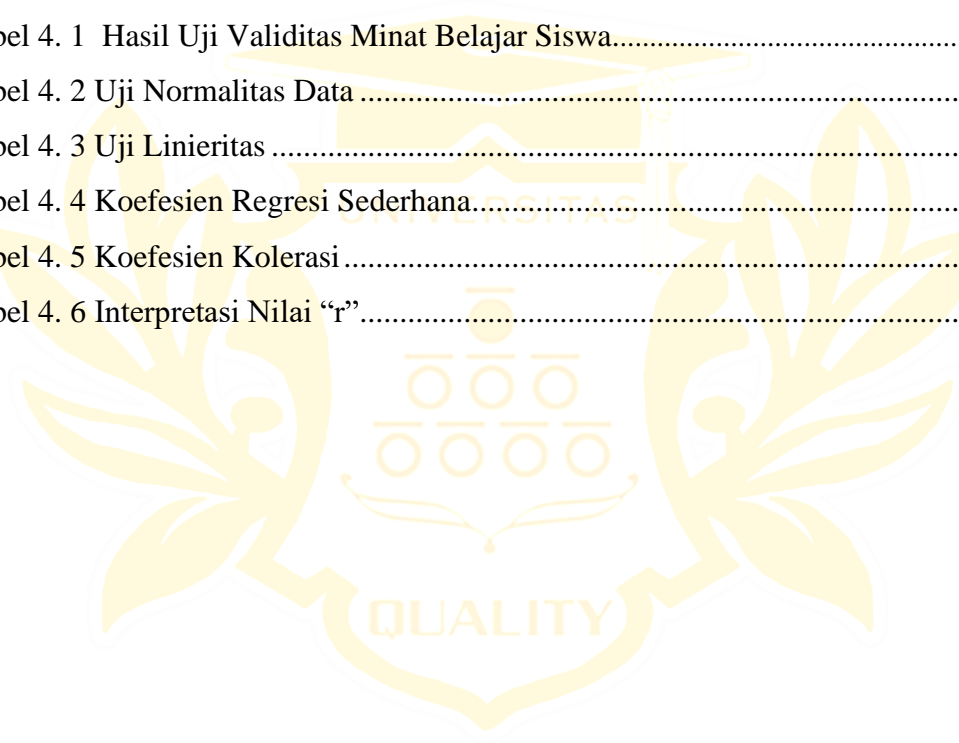 bel 4. 1  Hasil Uji Validitas Minat Belajar Siswa..........................................
bel 4. 2 Uji Normalitas Data ..........................................................................
bel 4. 3 Uji Linieritas .....................................................................................
bel 4. 4 Koefesien Regresi Sederhana............................................................
bel 4. 5 Koefesien Kolerasi ............................................................................
bel 4. 6 Interpretasi Nilai “r”..........................................................................
UNIVERSITAS
QUALITY